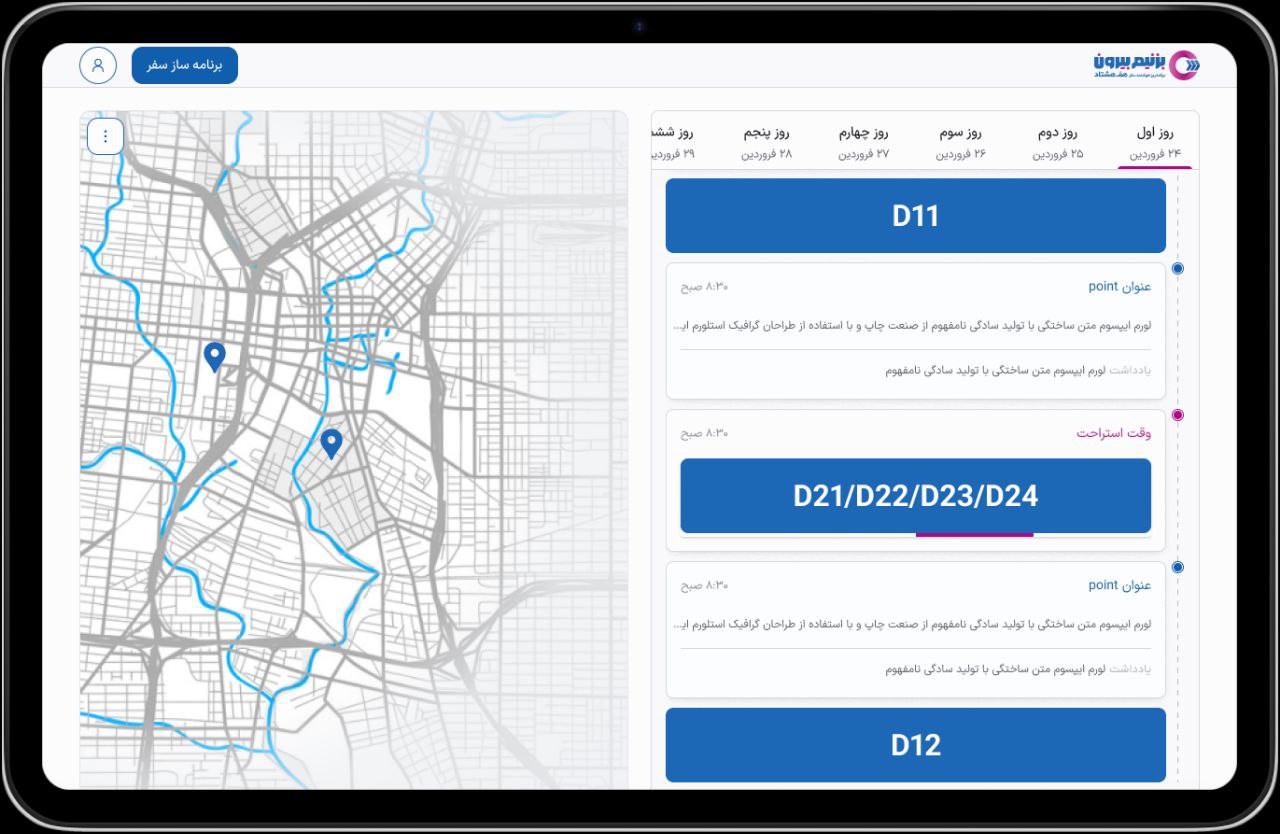 بزنیم بیرون
هف هشتاد
برنامه ساز سفر
روز اول
۲۴ فروردین
روز دوم
۲۵ فروردین
روز سوم
۲۶ فروردین
روز چهارم
۲۷ فروردین
روز پنجم
۲۸ فروردین
روز شش
۲۹ فروردین
D11
عنوان point
۸:۳۰ صبح
لورم ایپسوم متن ساختگی با تولید سادگی نامفهوم از صنعت چاپ و با استفاده از طراحان گرافیک استلورم ایـ...
یادداشت لورم ایپسوم متن ساختگی با تولید سادگی نامفهوم
وقت استراحت
۸:۳۰ صبح
D21/D22/D23/D24
عنوان point
۸:۳۰ صبح
لورم ایپسوم متن ساختگی با تولید سادگی نامفهوم از صنعت چاپ و با استفاده از طراحان گرافیک استلورم ایـ...
یادداشت لورم ایپسوم متن ساختگی با تولید سادگی نامفهوم
D12